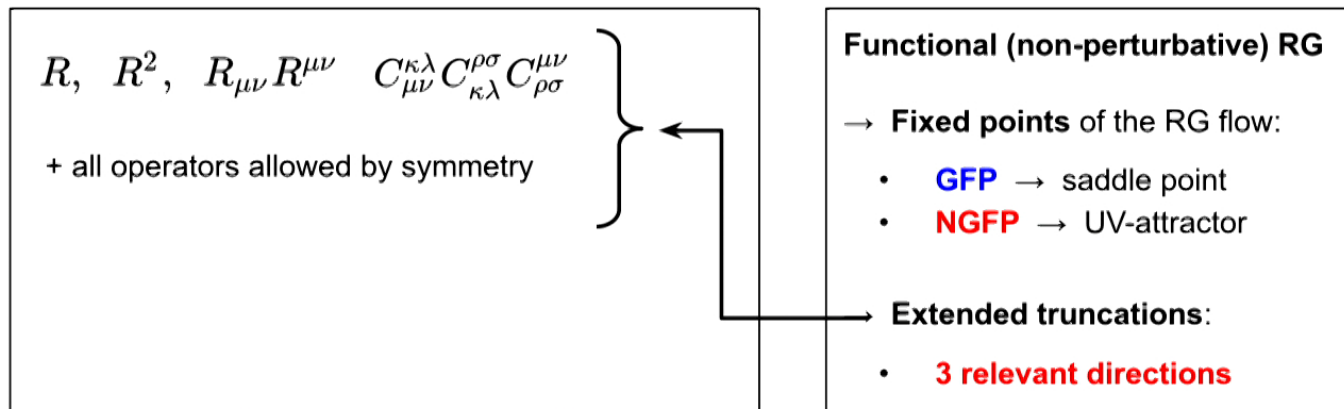 R, R², R_{μν}R^{μν} C_{μν}^{κλ}C_{κλ}^{ρσ}C_{ρσ}^{μν}
+ all operators allowed by symmetry
Functional (non-perturbative) RG
→ Fixed points of the RG flow:
• GFP → saddle point
• NGFP → UV-attractor
→ Extended truncations:
• 3 relevant directions